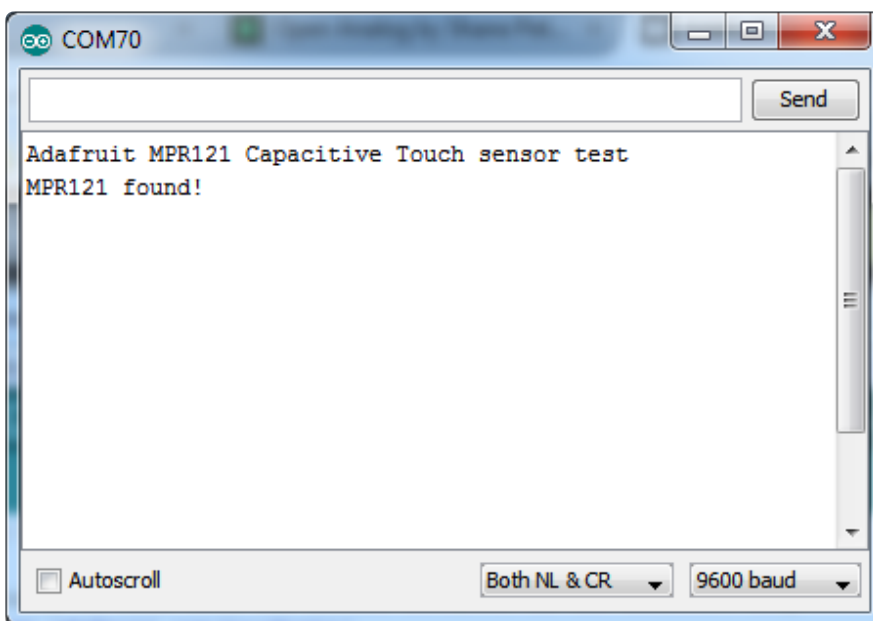 COM70
Send
Adafruit MPR121 Capacitive Touch sensor test
MPR121 found!
Autoscroll
Both NL & CR
9600 baud